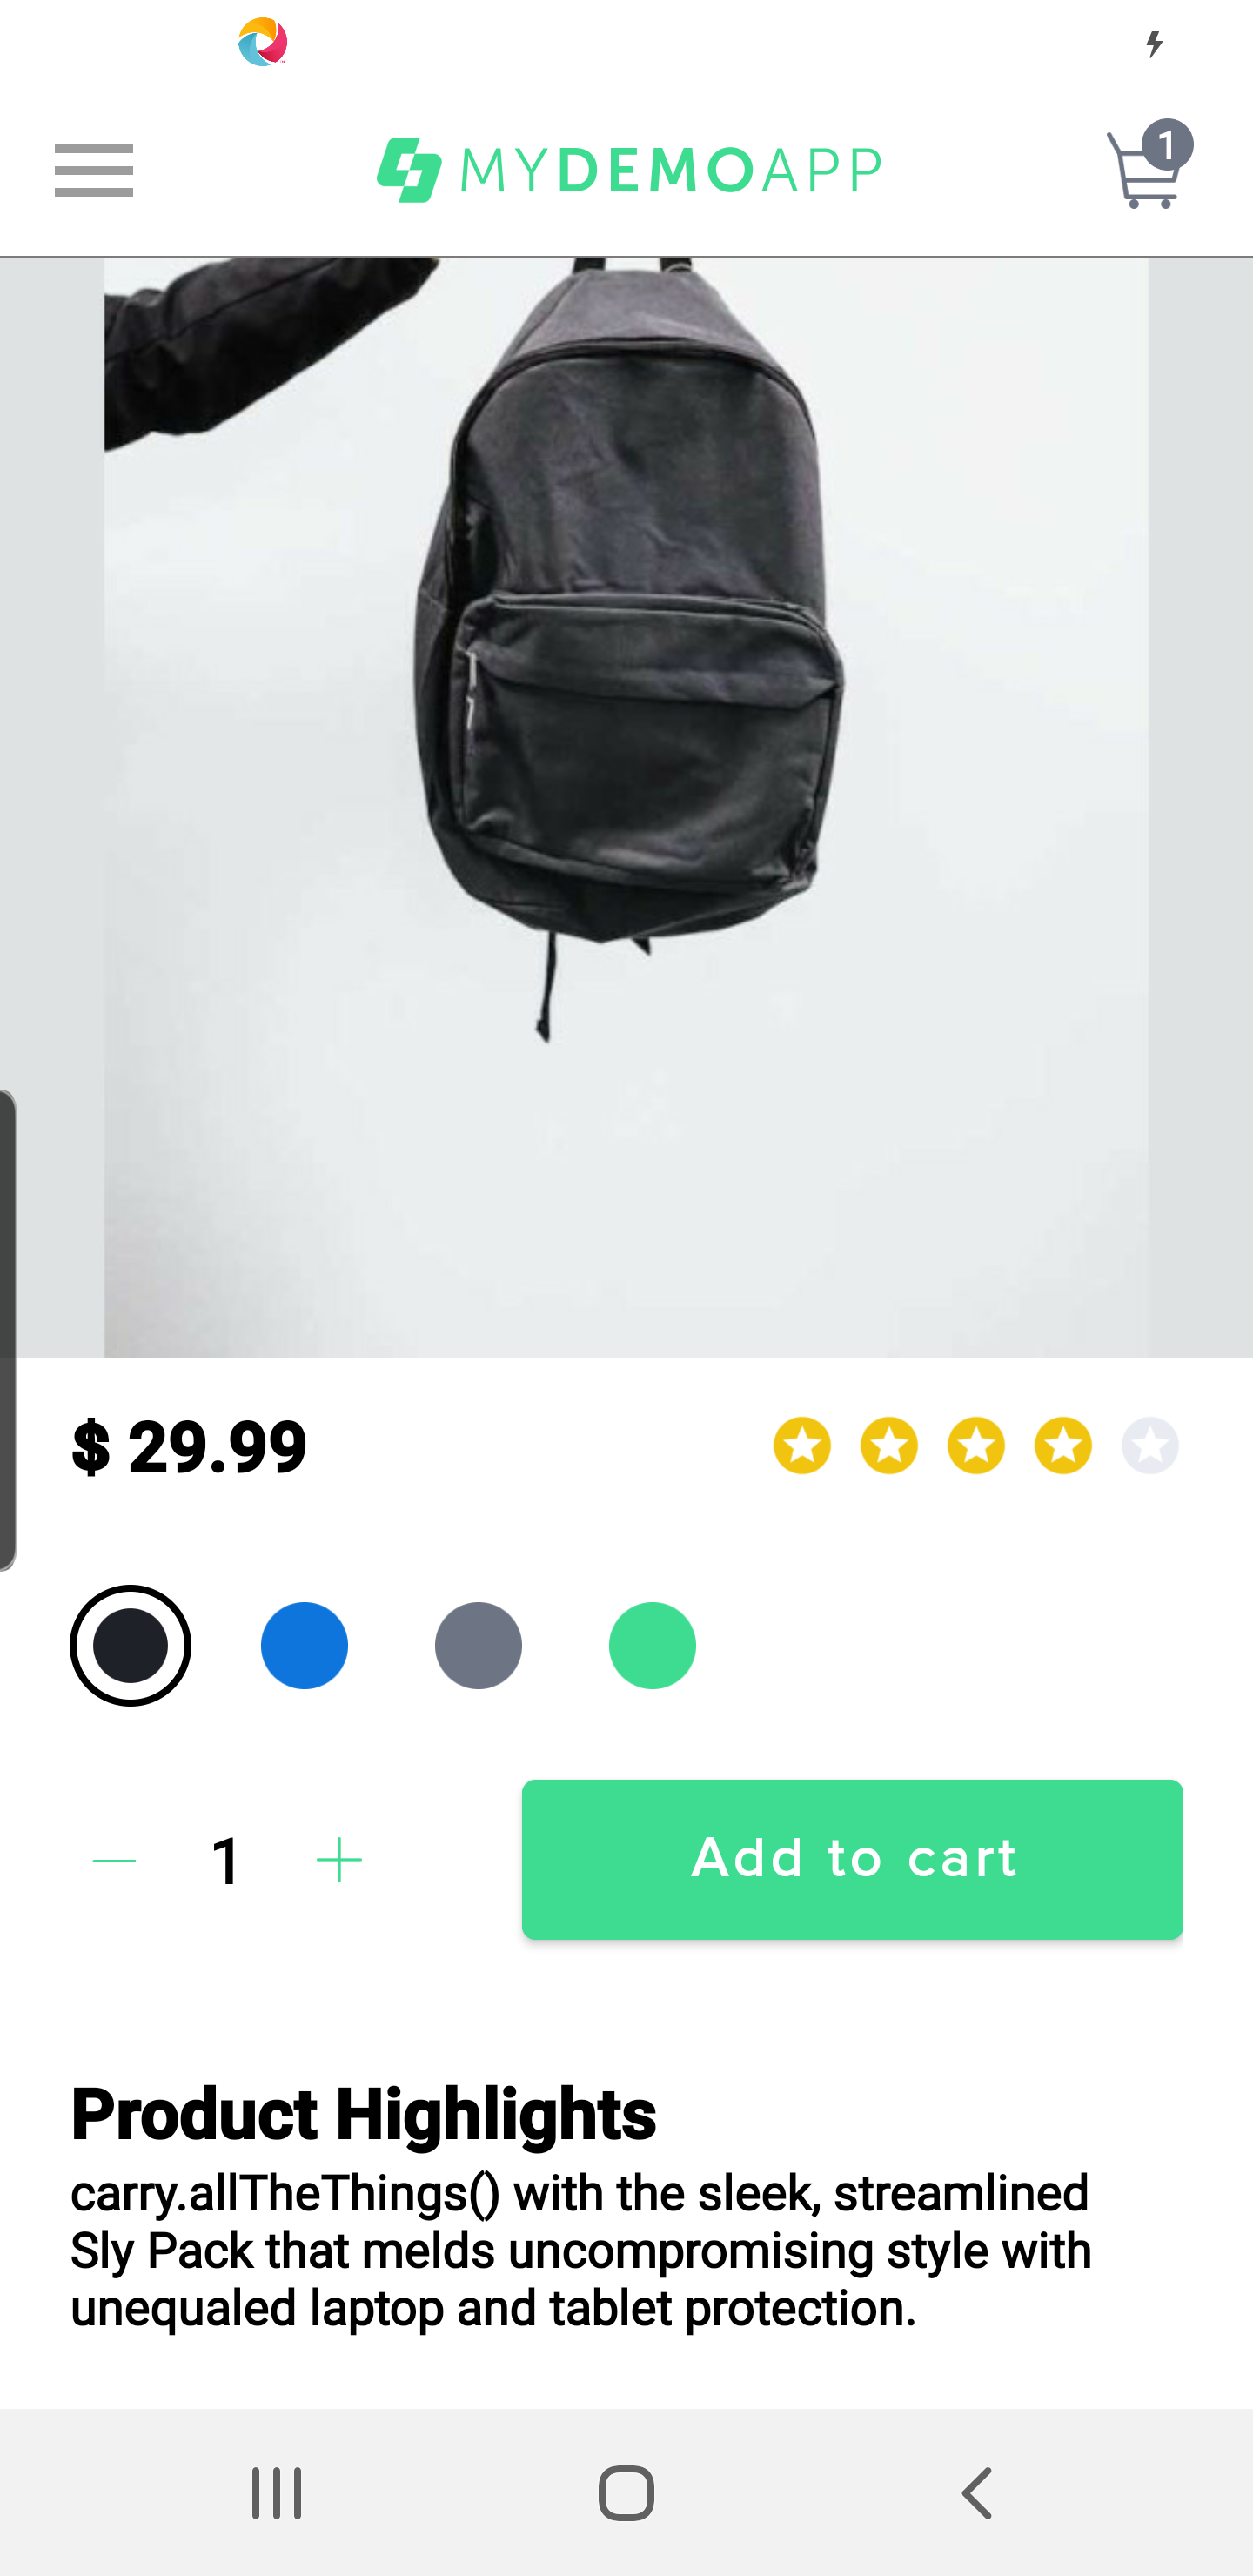 MYDEMOAPP
1
$ 29.99
1
Add to cart
Product Highlights
carry.allTheThings() with the sleek, streamlined
Sly Pack that melds uncompromising style with
unequaled laptop and tablet protection.